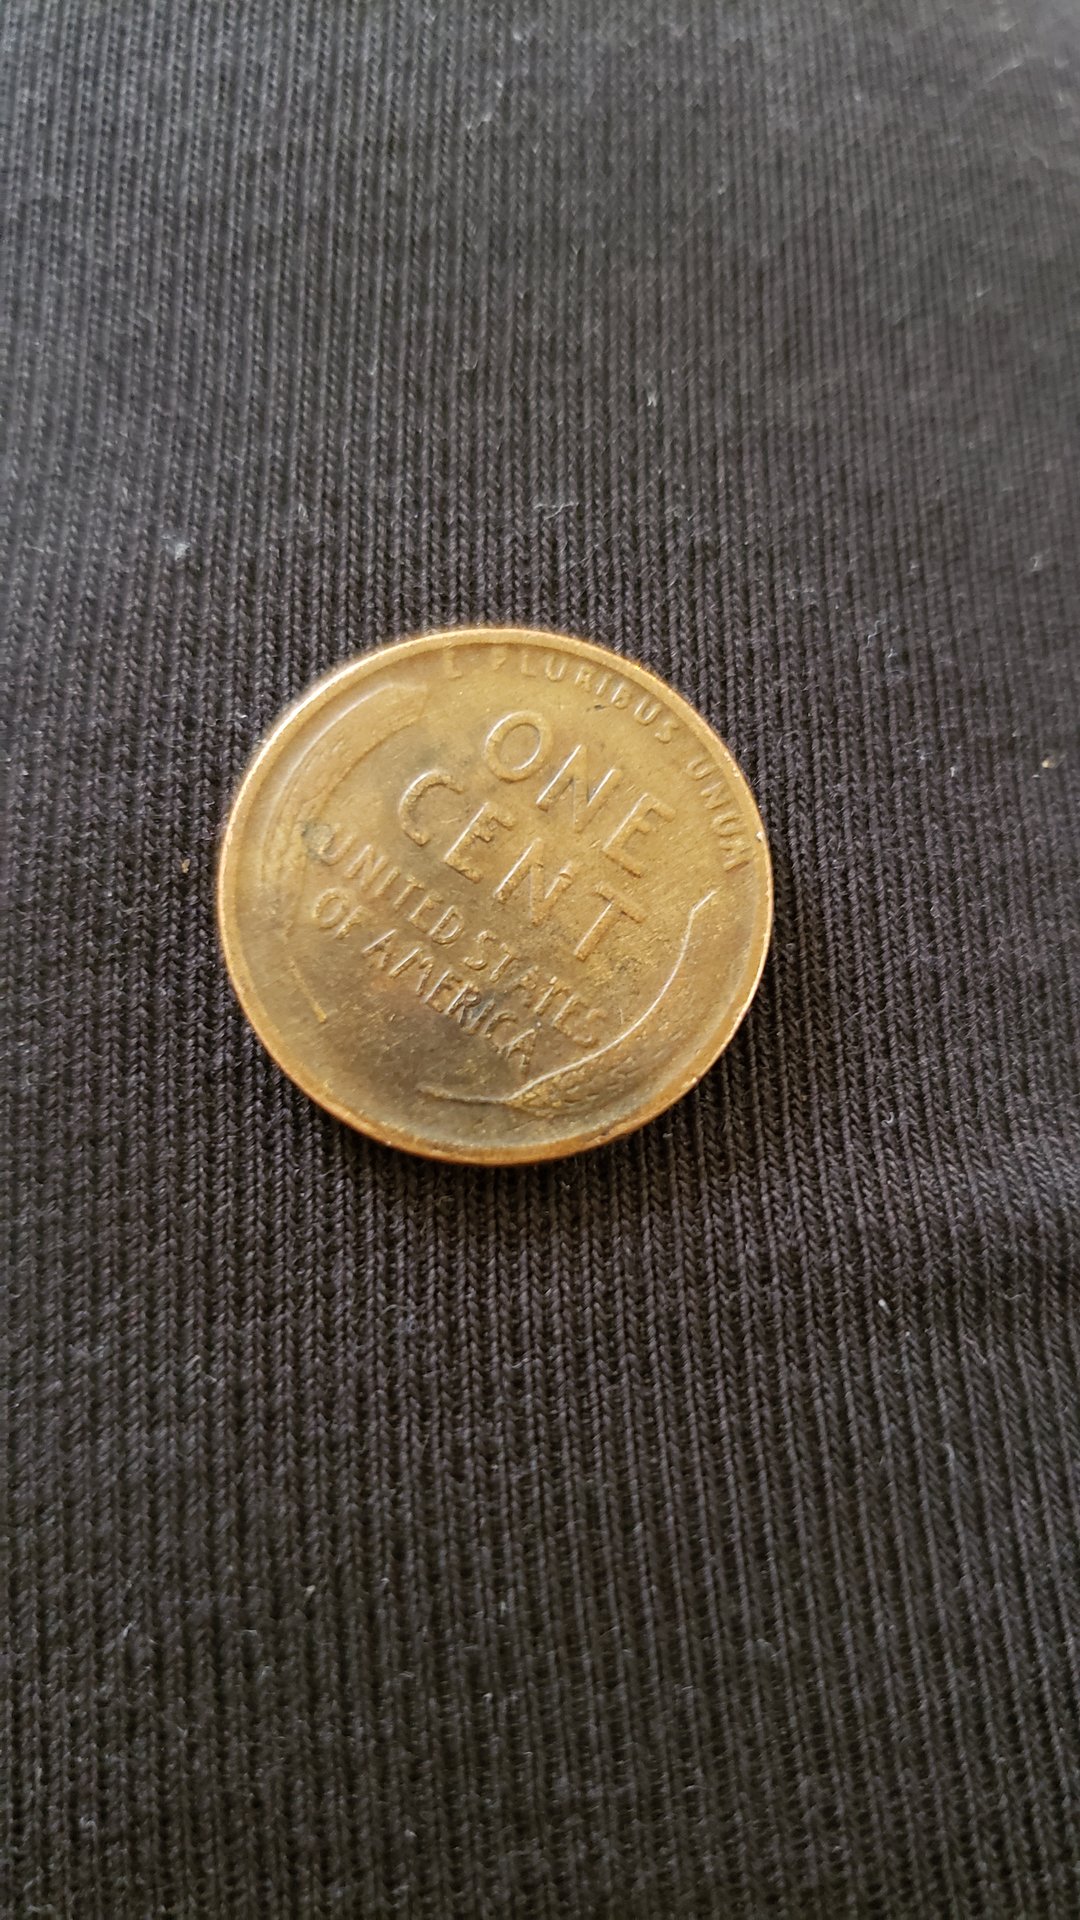 E PLURIBUS UNUM
ONE
CENT
UNITED STATES
OF AMERICA